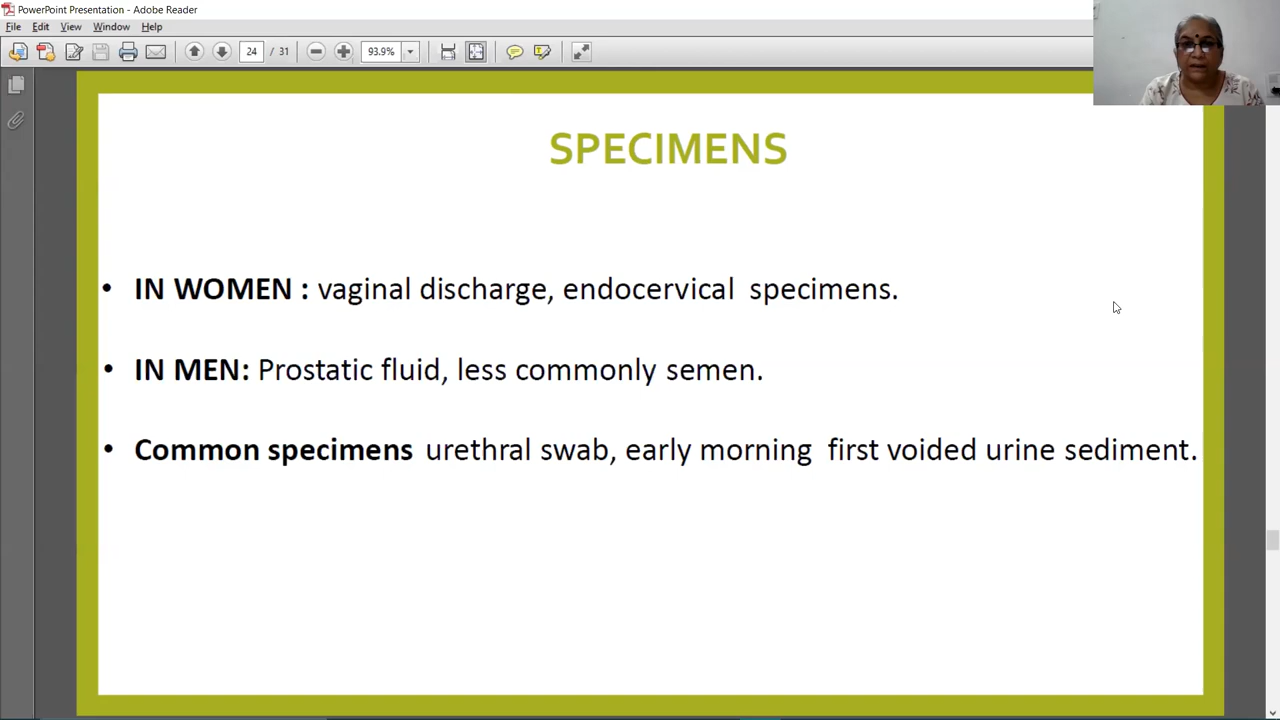 PowerPoint Presentation - Adobe Reader
File Edit View Window Help
24 / 31 93.9%
SPECIMENS
• IN WOMEN : vaginal discharge, endocervical specimens.
• IN MEN: Prostatic fluid, less commonly semen.
• Common specimens urethral swab, early morning first voided urine sediment.